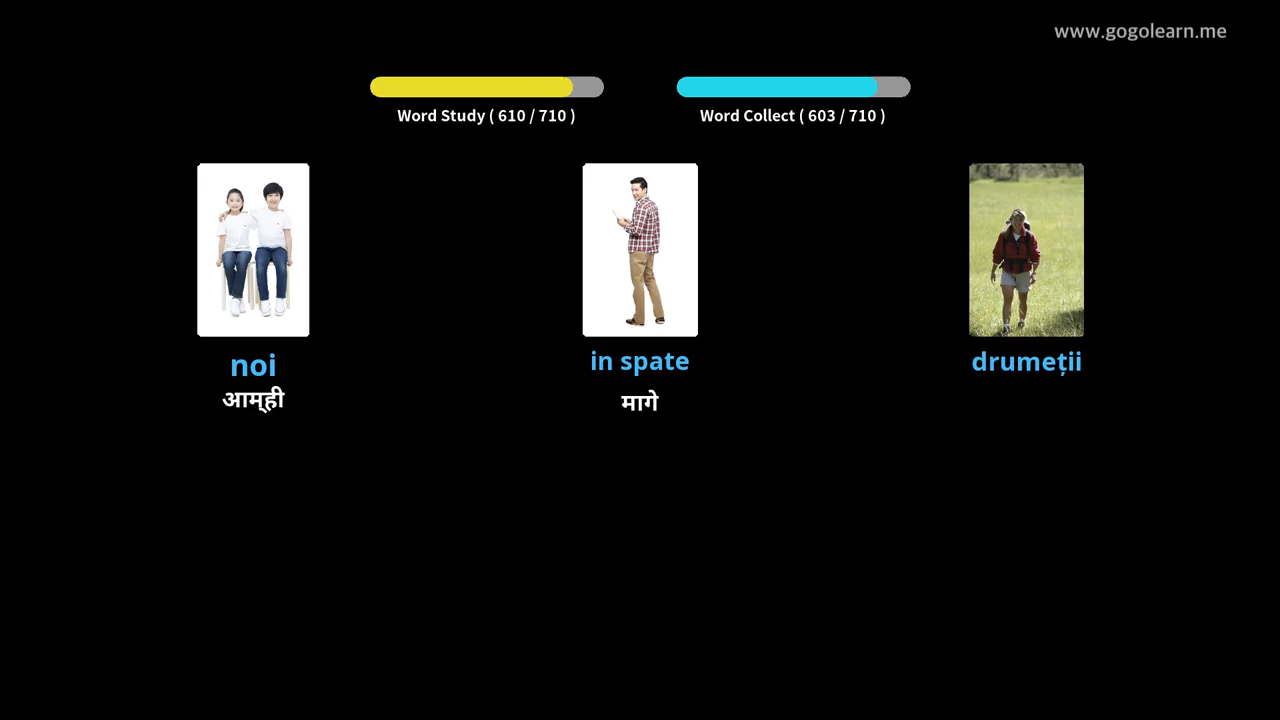 www.gogolearn.me
Word Study ( 610 / 710 )
Word Collect ( 603 / 710 )
noi
आम्ही
in spate
मागे
drumeții